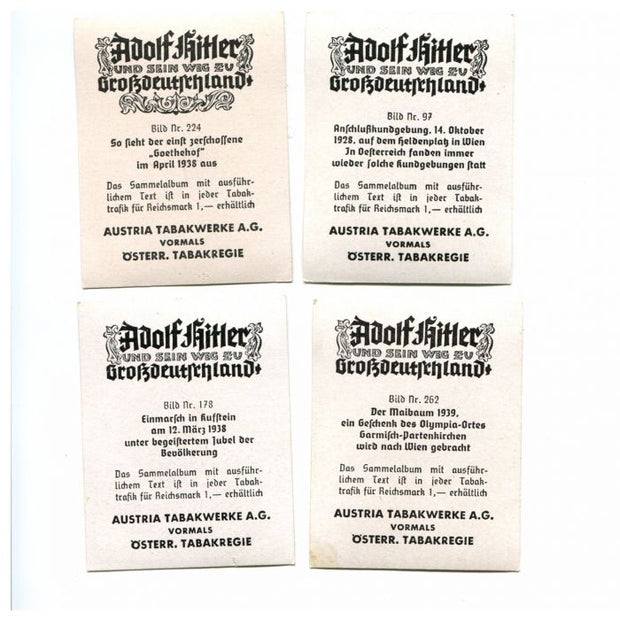 Adolf Hitler
UND SEIN WEG ZU
Großdeutschland
Bild Nr. 224
So sieht der einst zerschossene
„Goethehof"
im April 1938 aus
Das Sammelalbum mit ausführ-
lichem Text ist in jeder Tabak-
trafik für Reichsmark 1,— erhältlich
AUSTRIA TABAKWERKE A.G.
VORMALS
ÖSTERR. TABAKREGIE
Adolf Hitler
UND SEIN WEG ZU
Großdeutschland
Bild Nr. 97
Anschlußkundgebung, 14. Oktober
1928, auf dem Heldenplatz in Wien
In Oesterreich fanden immer
wieder solche Kundgebungen statt
Das Sammelalbum mit ausführ-
lichem Text ist in jeder Tabak-
trafik für Reichsmark 1,— erhältlich
AUSTRIA TABAKWERKE A.G.
VORMALS
ÖSTERR. TABAKREGIE
Adolf Hitler
UND SEIN WEG ZU
Großdeutschland
Bild Nr. 178
Einmarsch in Kufstein
am 12. März 1938
unter begeistertem Jubel der
Bevölkerung
Das Sammelalbum mit ausführ-
lichem Text ist in jeder Tabak-
trafik für Reichsmark 1,— erhältlich
AUSTRIA TABAKWERKE A.G.
VORMALS
ÖSTERR. TABAKREGIE
Adolf Hitler
UND SEIN WEG ZU
Großdeutschland
Bild Nr. 262
Der Maibaum 1939,
ein Geschenk des Olympia-Ortes
Garmisch-Partenkirchen
wird nach Wien gebracht
Das Sammelalbum mit ausführ-
lichem Text ist in jeder Tabak-
trafik für Reichsmark 1,— erhältlich
AUSTRIA TABAKWERKE A.G.
VORMALS
ÖSTERR. TABAKREGIE